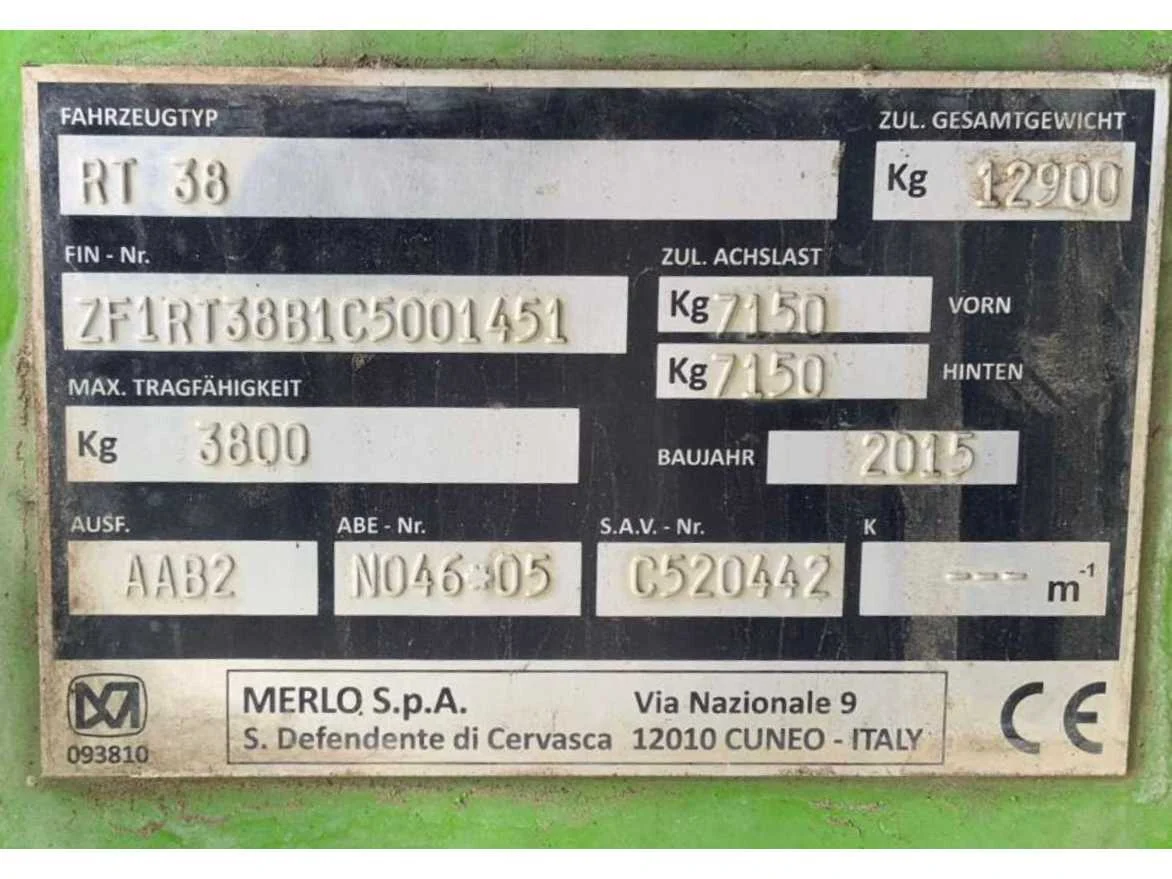 FAHRZEUGTYP
RT 38
ZUL. GESAMTGEWICHT
Kg 12900
FIN - Nr.
ZF1RT38B1C5001451
ZUL. ACHSLAST
Kg 7150 VORN
Kg 7150 HINTEN
MAX. TRAGFÄHIGKEIT
Kg 3800
BAUJAHR 2015
AUSF.
AAB2
ABE - Nr.
N046*05
S.A.V. - Nr.
C520442
K
--- m⁻¹
093810
MERLO S.p.A. Via Nazionale 9
S. Defendente di Cervasca 12010 CUNEO - ITALY
CE